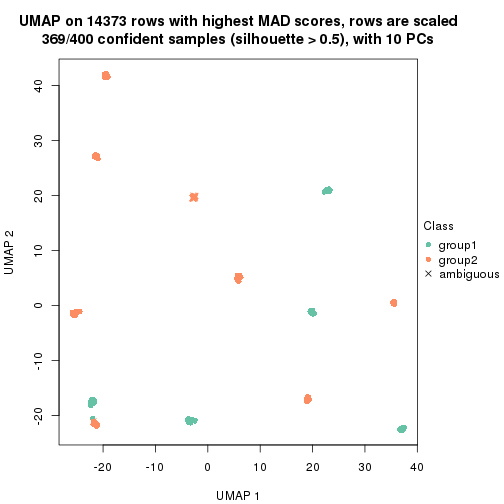 UMAP on 14373 rows with highest MAD scores, rows are scaled
369/400 confident samples (silhouette > 0.5), with 10 PCs
40
30
20
10
0
-10
-20
UMAP 2
-20
-10
0
10
20
30
40
UMAP 1
Class
group1
group2
ambiguous